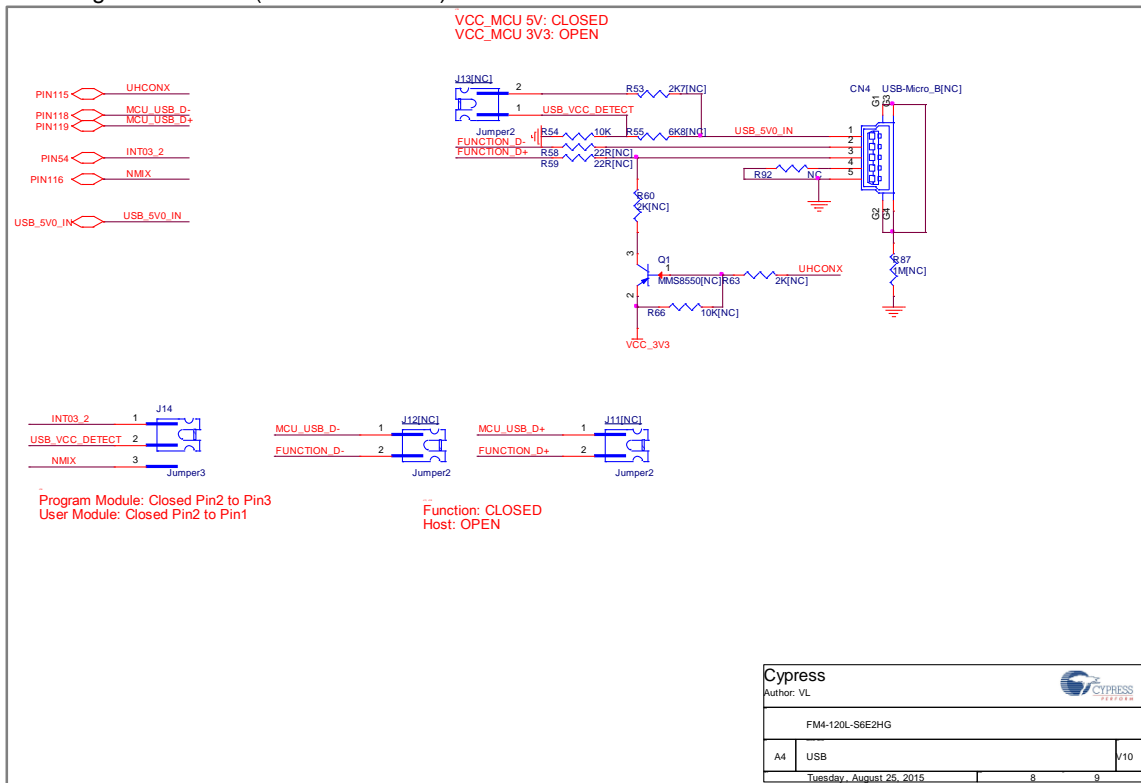 VCC_MCU 5V: CLOSED
VCC_MCU 3V3: OPEN
PIN115 UHCONX
PIN118 MCU_USB_D-
PIN119 MCU_USB_D+
PIN54 INT03_2
PIN116 NMIX
USB_5V0_IN USB_5V0_IN
J13[NC]
2
1
Jumper2
R53 2K7[NC]
USB_VCC_DETECT
R54 10K R55 6K8[NC] USB_5V0_IN
FUNCTION_D-
FUNCTION_D+
R58 22R[NC]
R59 22R[NC]
CN4 USB-Micro_B[NC]
G1
G3
1
2
3
4
5
G2
G4
R92 NC
R60
2K[NC]
3
Q1
1
MMS8550[NC]
R63 2K[NC] UHCONX
2
R66 10K[NC]
VCC_3V3
R87
1M[NC]
J14
INT03_2 1
USB_VCC_DETECT 2
NMIX 3
Jumper3
J12[NC]
MCU_USB_D- 1
FUNCTION_D- 2
Jumper2
J11[NC]
MCU_USB_D+ 1
FUNCTION_D+ 2
Jumper2
Program Module: Closed Pin2 to Pin3
User Module: Closed Pin2 to Pin1
Function: CLOSED
Host: OPEN
Cypress
Author: VL
CYPRESS
PERFORM
FM4-120L-S6E2HG
A4 USB V10
Tuesday, August 25, 2015 8 9